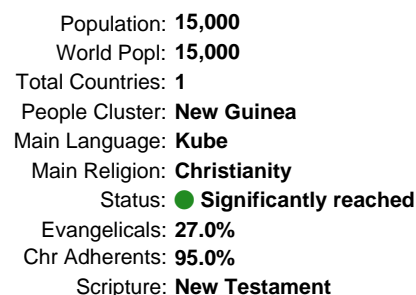 Population: 15,000
World Popl: 15,000
Total Countries: 1
People Cluster: New Guinea
Main Language: Kube
Main Religion: Christianity
Status: Significantly reached
Evangelicals: 27.0%
Chr Adherents: 95.0%
Scripture: New Testament